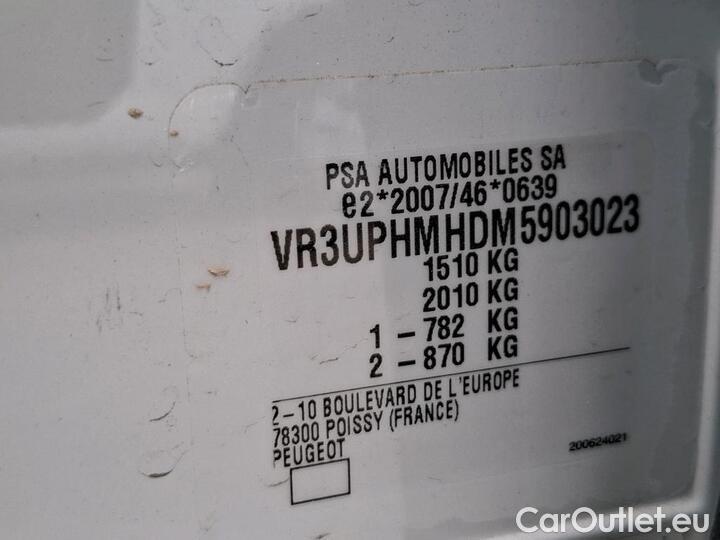 PSA AUTOMOBILES SA
e2*2007/46*0639
VR3UPHMHDM5903023
1510 KG
2010 KG
1 – 782 KG
2 – 870 KG
2–10 BOULEVARD DE L'EUROPE
78300 POISSY (FRANCE)
PEUGEOT
200624021
CarOutlet.eu